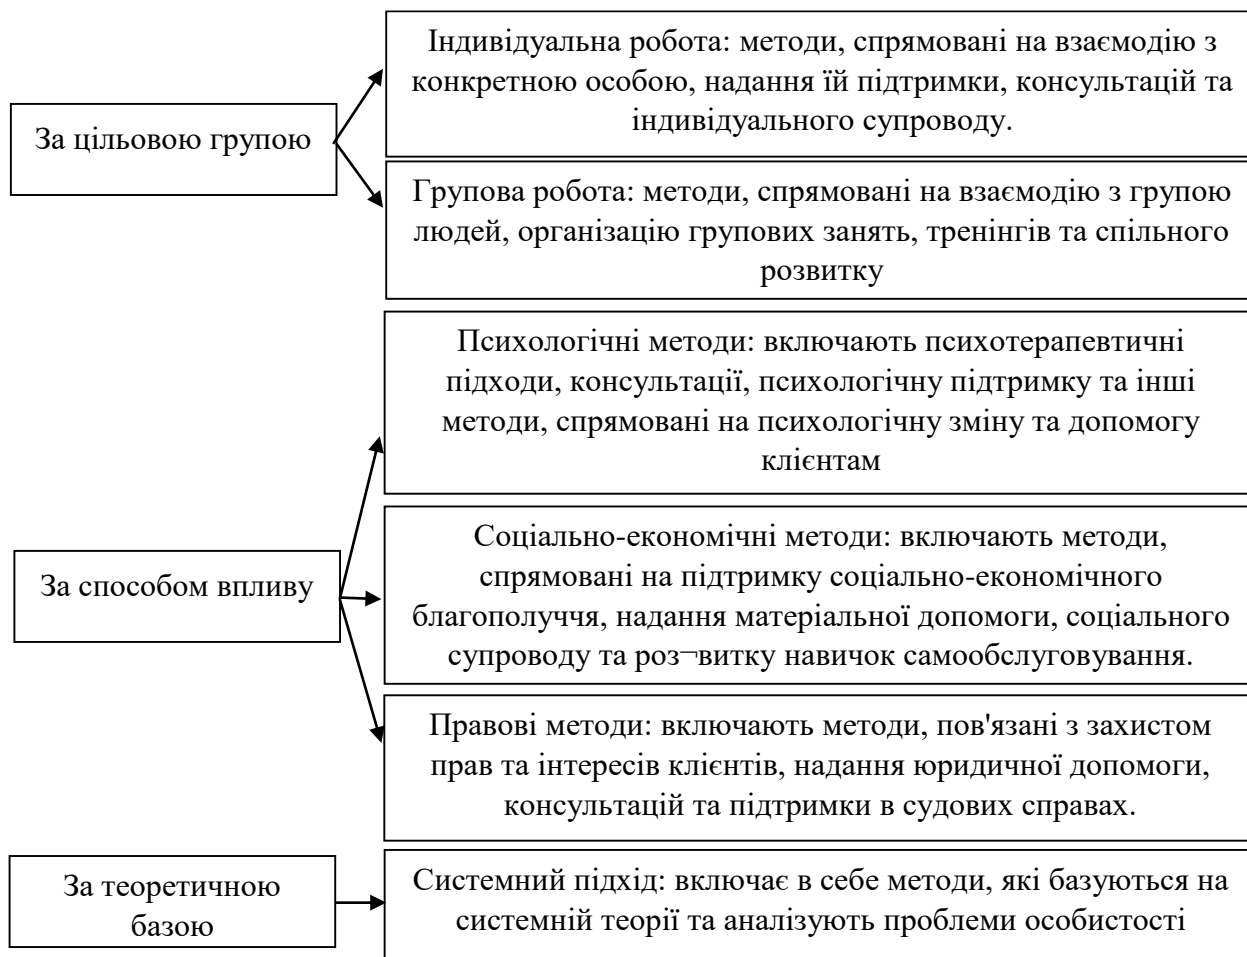 За цільовою групою
Індивідуальна робота: методи, спрямовані на взаємодію з
конкретною особою, надання їй підтримки, консультацій та
індивідуального супроводу.
Групова робота: методи, спрямовані на взаємодію з групою
людей, організацію групових занять, тренінгів та спільного
розвитку
За способом впливу
Психологічні методи: включають психотерапевтичні
підходи, консультації, психологічну підтримку та інші
методи, спрямовані на психологічну зміну та допомогу
клієнтам
Соціально-економічні методи: включають методи,
спрямовані на підтримку соціально-економічного
благополуччя, надання матеріальної допомоги, соціального
супроводу та роз¬витку навичок самообслуговування.
Правові методи: включають методи, пов'язані з захистом
прав та інтересів клієнтів, надання юридичної допомоги,
консультацій та підтримки в судових справах.
За теоретичною
базою
Системний підхід: включає в себе методи, які базуються на
системній теорії та аналізують проблеми особистості